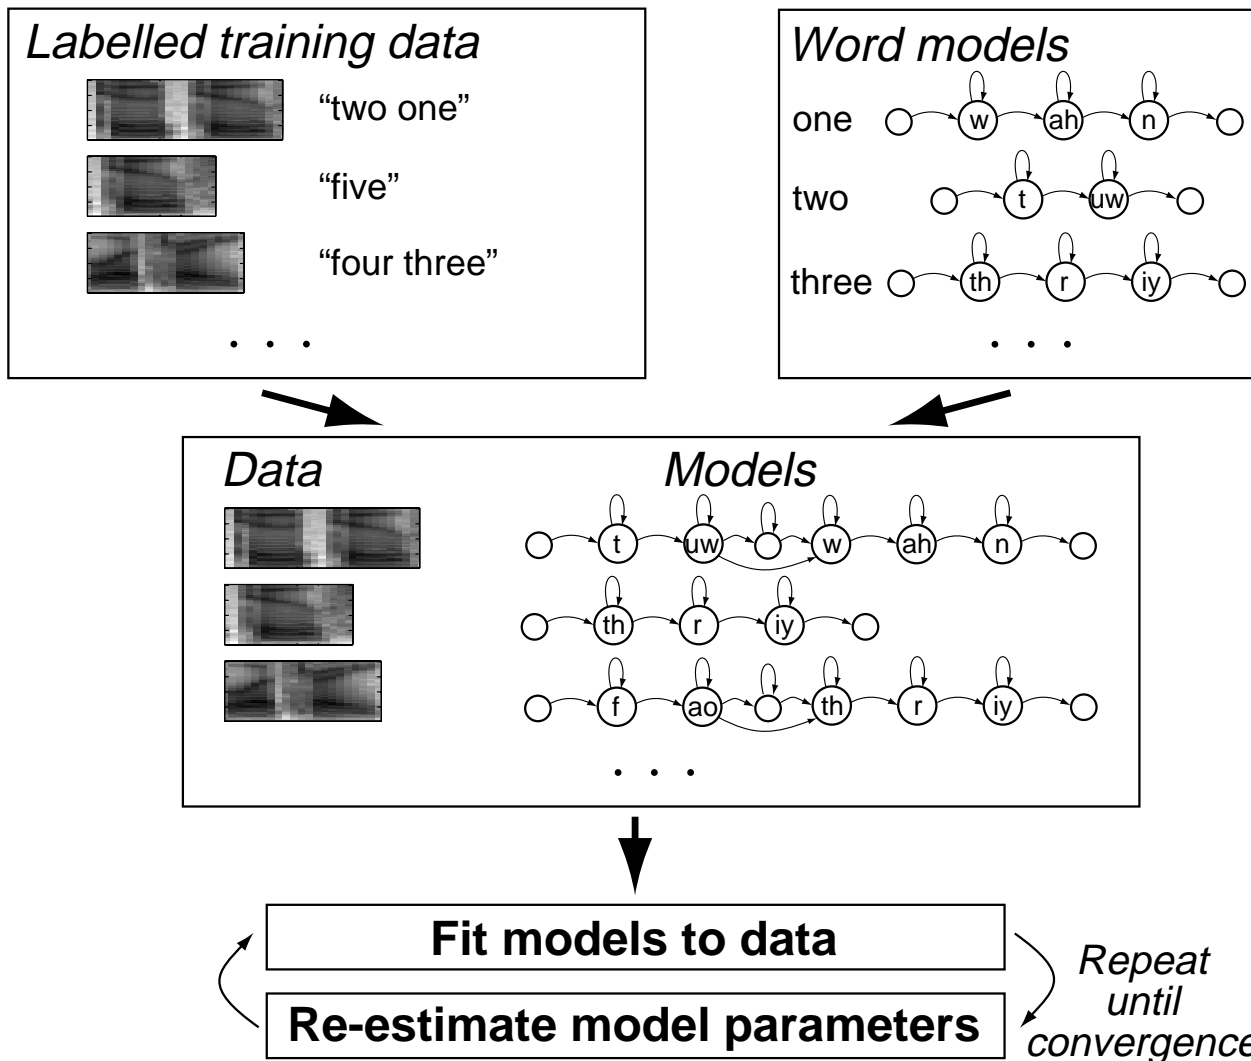 Labelled training data
“two one”
“five”
“four three”
. . .
Word models
one w ah n
two t uw
three th r iy
. . .
Data
Models
t uw w ah n
th r iy
f ao th r iy
. . .
Fit models to data
Re-estimate model parameters
Repeat
until
convergence